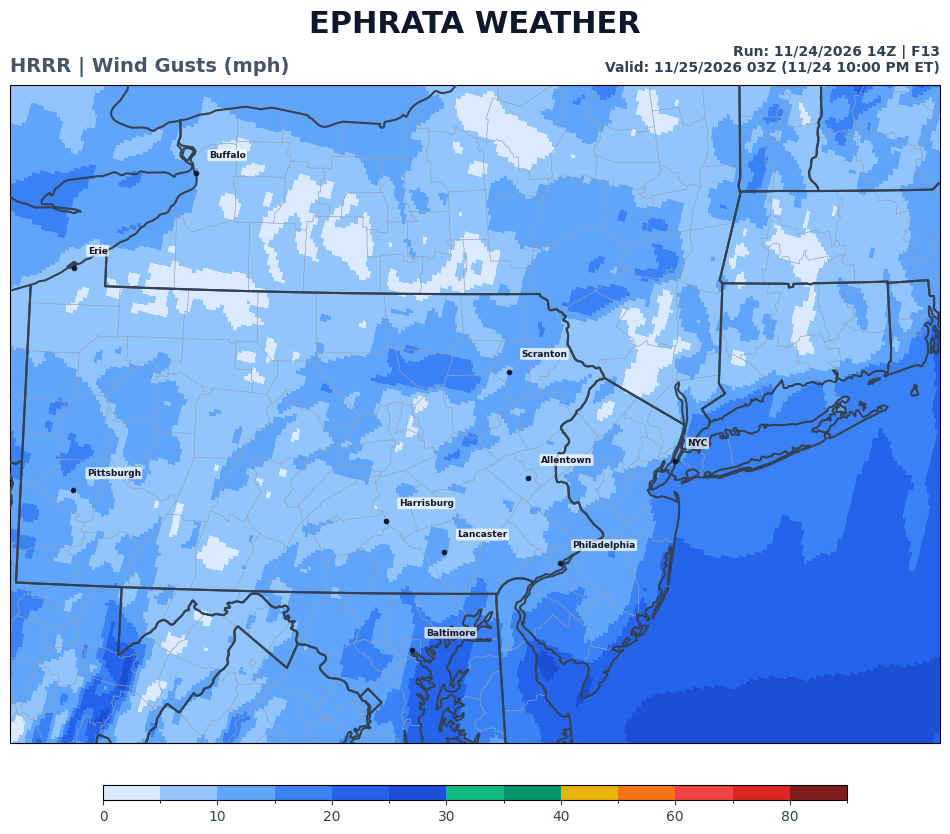 EPHRATA WEATHER
HRRR | Wind Gusts (mph)
Run: 11/24/2026 14Z | F13
Valid: 11/25/2026 03Z (11/24 10:00 PM ET)
Buffalo
Erie
Scranton
NYC
Allentown
Pittsburgh
Harrisburg
Lancaster
Philadelphia
Baltimore
0 10 20 30 40 60 80